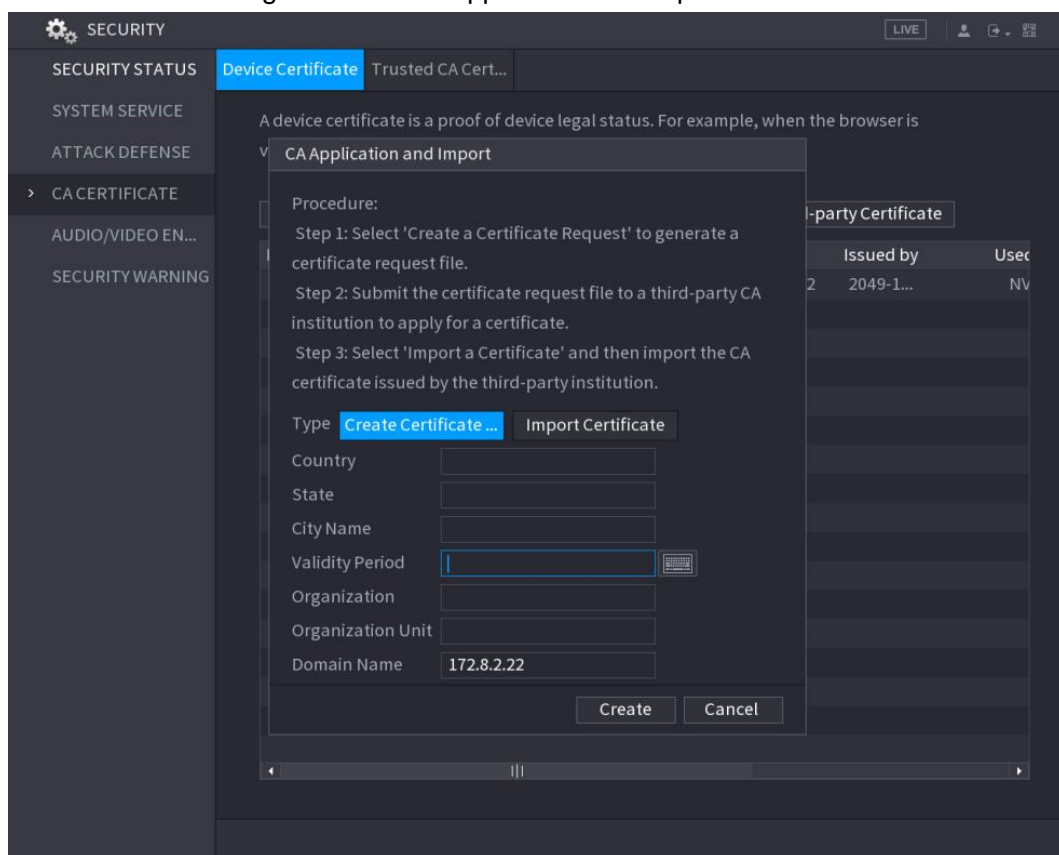 SECURITY
LIVE
SECURITY STATUS
SYSTEM SERVICE
ATTACK DEFENSE
> CA CERTIFICATE
AUDIO/VIDEO EN...
SECURITY WARNING
Device Certificate
Trusted CA Cert...
A device certificate is a proof of device legal status. For example, when the browser is
CA Application and Import
Procedure:
Step 1: Select 'Create a Certificate Request' to generate a
certificate request file.
Step 2: Submit the certificate request file to a third-party CA
institution to apply for a certificate.
Step 3: Select 'Import a Certificate' and then import the CA
certificate issued by the third-party institution.
Type Create Certificate ... Import Certificate
Country
State
City Name
Validity Period
Organization
Organization Unit
Domain Name 172.8.2.22
Create Cancel
-party Certificate
Issued by Used
2 2049-1... NV